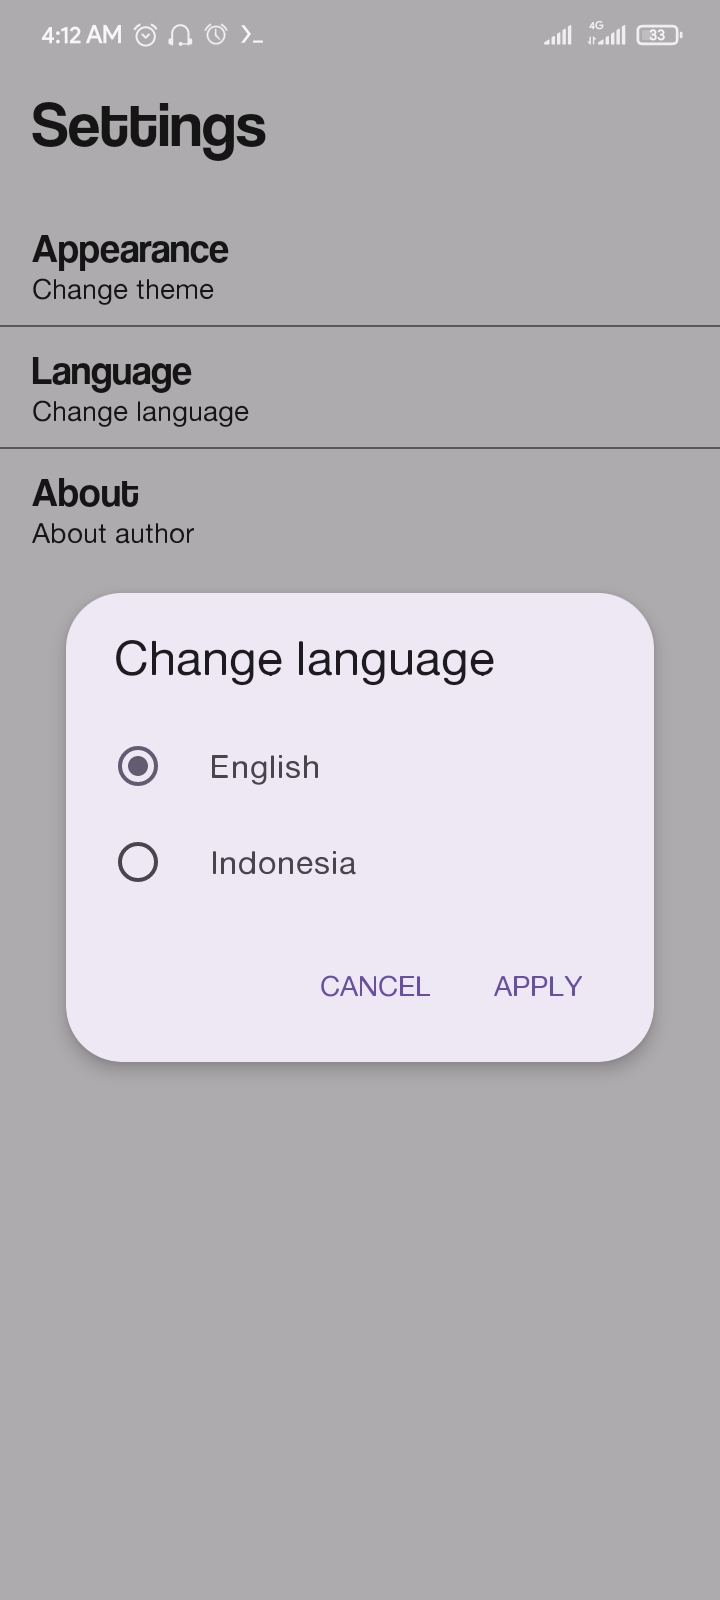 4:12 AM
4G
33
Settings
Appearance
Change theme
Language
Change language
About
About author
Change language
English
Indonesia
CANCEL APPLY